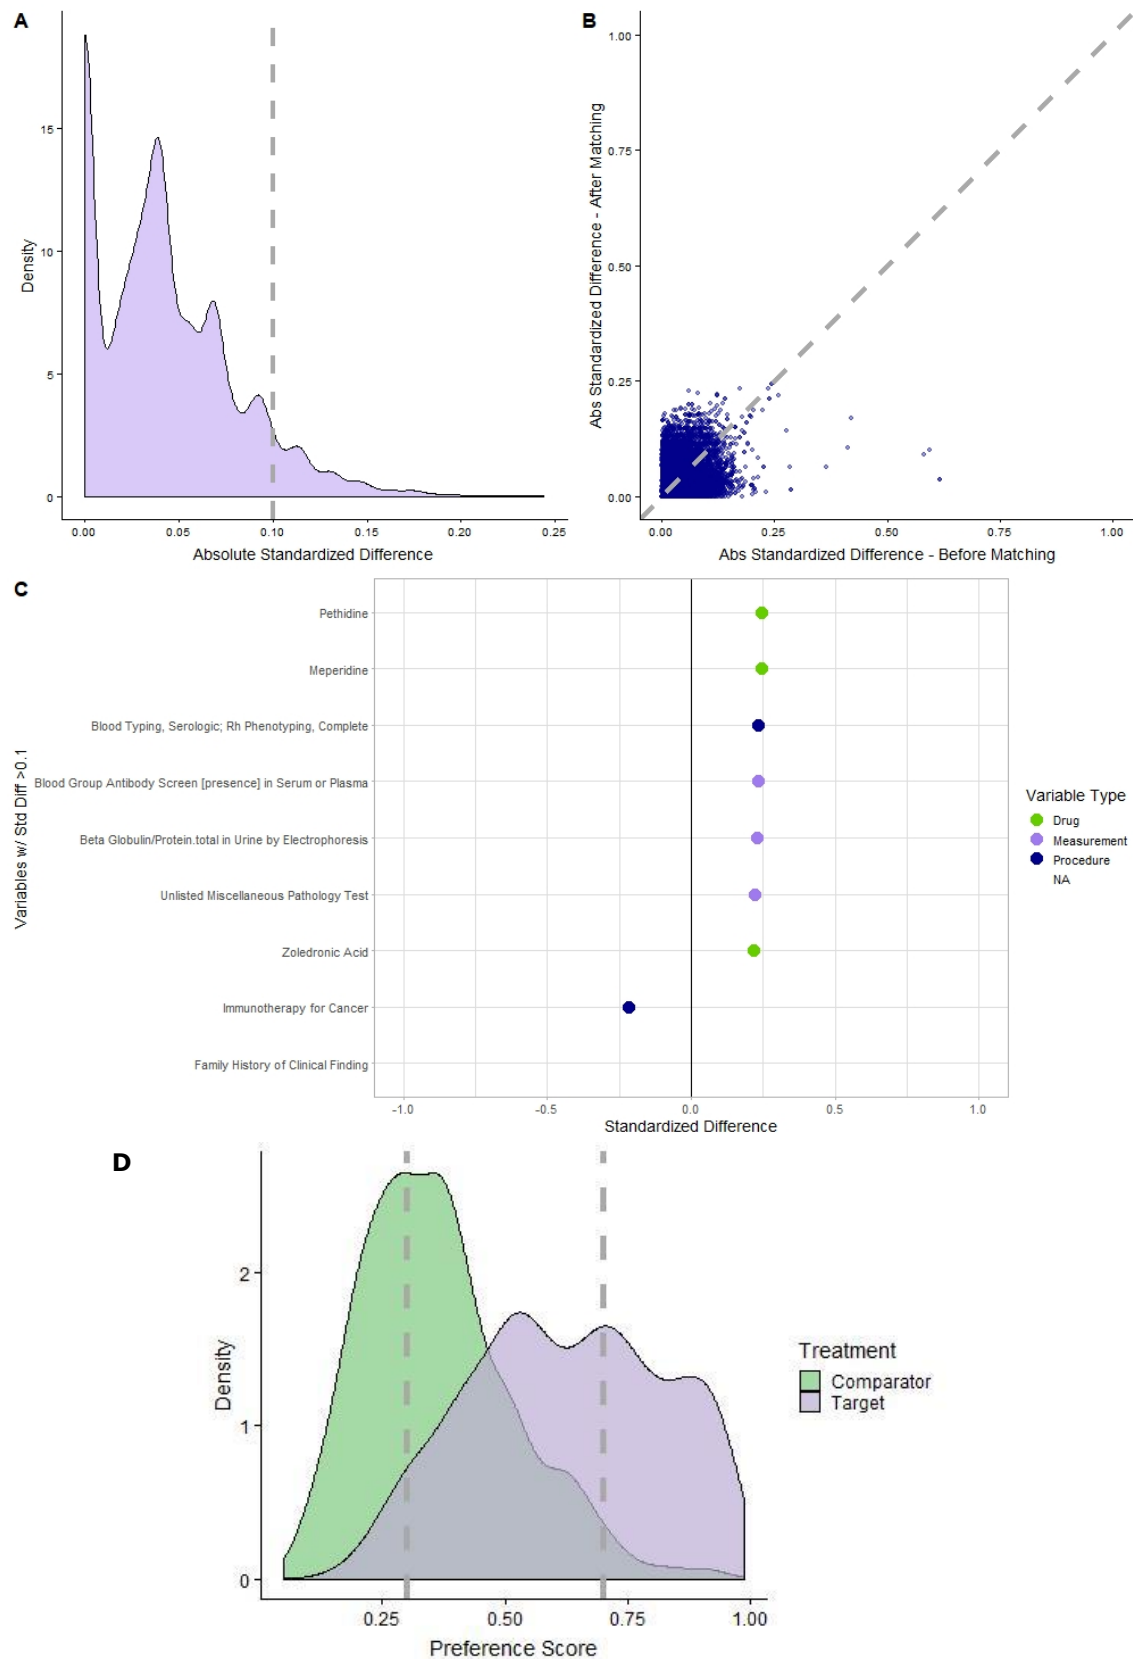 A
15
10
5
0
Density
0.00 0.05 0.10 0.15 0.20 0.25
Absolute Standardized Difference
B
1.00
0.75
0.50
0.25
0.00
Abs Standardized Difference - After Matching
0.00 0.25 0.50 0.75 1.00
Abs Standardized Difference - Before Matching
C
Variables w/ Std Diff >0.1
Pethidine
Meperidine
Blood Typing, Serologic; Rh Phenotyping, Complete
Blood Group Antibody Screen [presence] in Serum or Plasma
Beta Globulin/Protein.total in Urine by Electrophoresis
Unlisted Miscellaneous Pathology Test
Zoledronic Acid
Immunotherapy for Cancer
Family History of Clinical Finding
-1.0 -0.5 0.0 0.5 1.0
Standardized Difference
Variable Type
Drug
Measurement
Procedure
NA
D
2
1
0
Density
0.25 0.50 0.75 1.00
Preference Score
Treatment
Comparator
Target